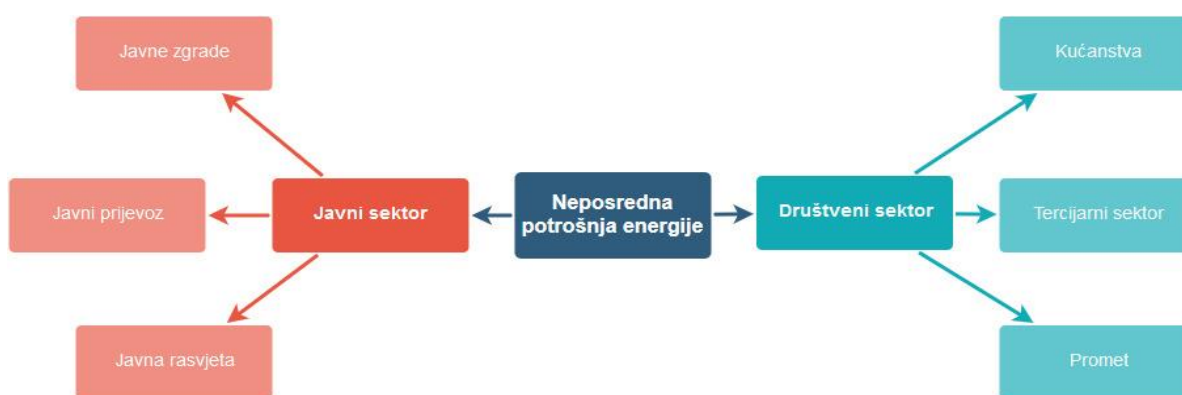 Javne zgrade
Kućanstva
Javni prijevoz
Javni sektor
Neposredna
potrošnja energije
Društveni sektor
Tercijarni sektor
Javna rasvjeta
Promet